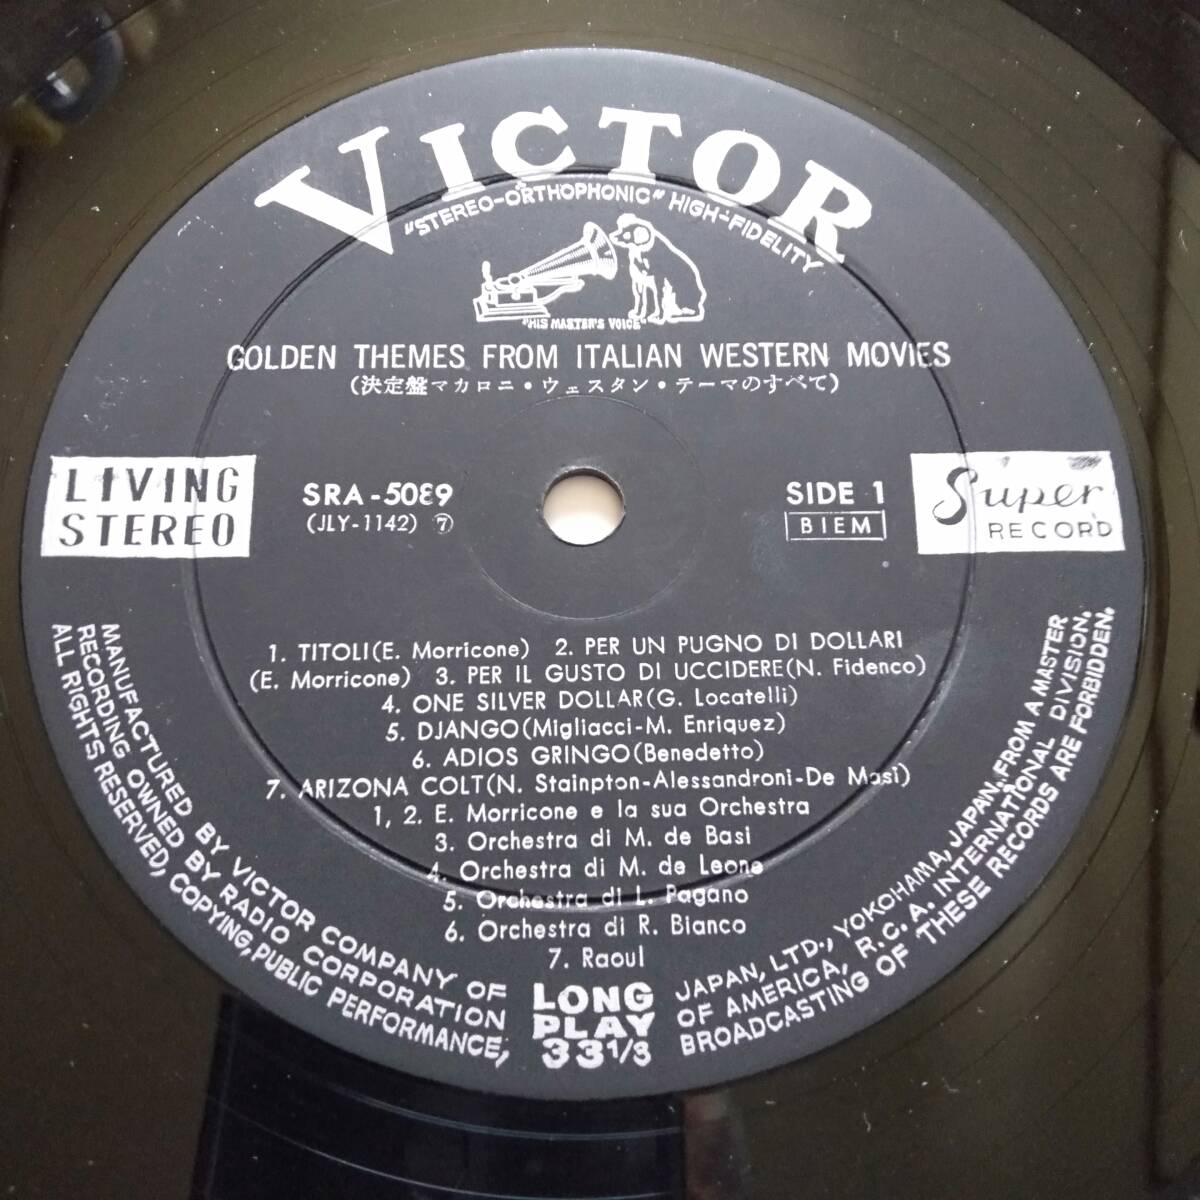 VICTOR
"STEREO-ORTHOPHONIC" HIGH-FIDELITY
"HIS MASTER'S VOICE"
GOLDEN THEMES FROM ITALIAN WESTERN MOVIES
(決定盤マカロニ・ウェスタン・テーマのすべて)
LIVING
STEREO
SRA-5089
(JLY-1142) ⑦
SIDE 1
BIEM
Super
RECORD
1. TITOLI(E. Morricone) 2. PER UN PUGNO DI DOLLARI
(E. Morricone) 3. PER IL GUSTO DI UCCIDERE(N. Fidenco)
4. ONE SILVER DOLLAR(G. Locatelli)
5. DJANGO(Migliacci-M. Enriquez)
6. ADIOS GRINGO(Benedetto)
7. ARIZONA COLT(N. Stainpton-Alessandroni-De Masi)
1, 2. E. Morricone e la sua Orchestra
3. Orchestra di M. de Basi
4. Orchestra di M. de Leone
5. Orchestra di L. Pagano
6. Orchestra di R. Bianco
7. Raoul
LONG
PLAY
33 1/3
MANUFACTURED BY VICTOR COMPANY OF JAPAN, LTD., YOKOHAMA, JAPAN, FROM A MASTER
RECORDING OWNED BY RADIO CORPORATION OF AMERICA, R.C.A. INTERNATIONAL DIVISION.
ALL RIGHTS RESERVED, COPYING, PUBLIC PERFORMANCE, BROADCASTING OF THESE RECORDS ARE FORBIDDEN.